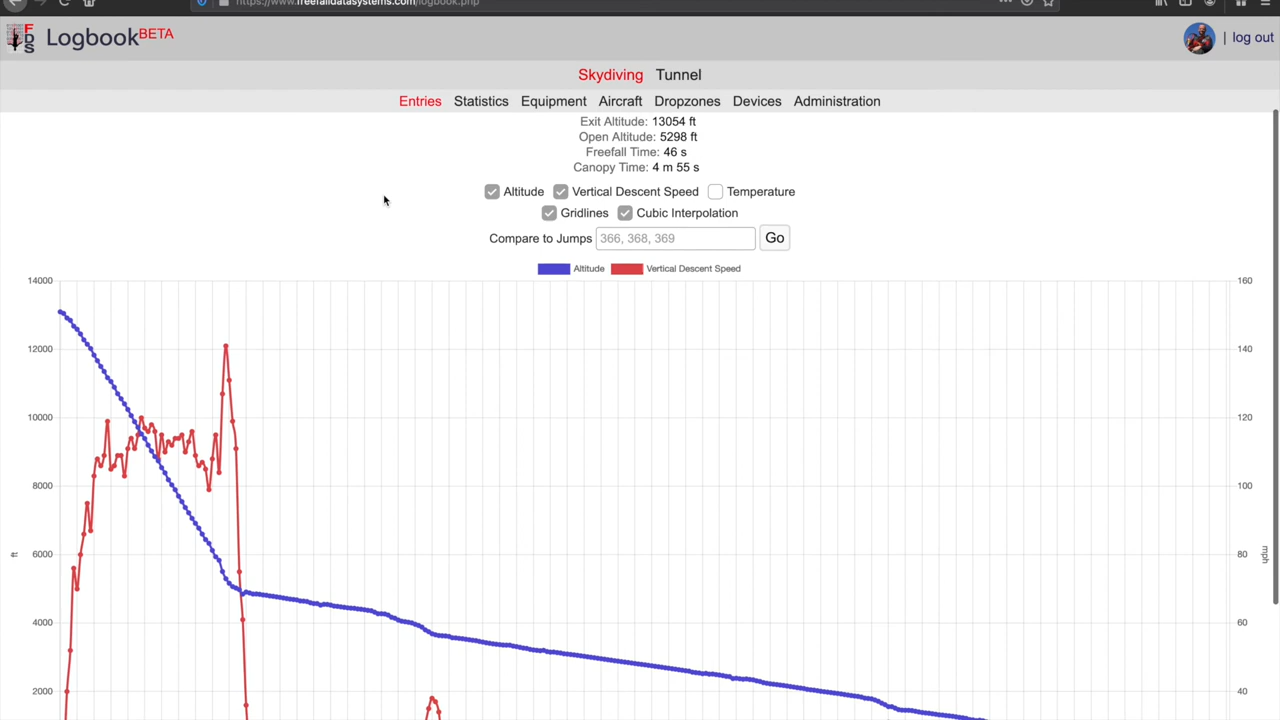 https://www.freefalldatasystems.com/logbook.php
FDS LogbookBETA | log out
Skydiving Tunnel
Entries Statistics Equipment Aircraft Dropzones Devices Administration
Exit Altitude: 13054 ft
Open Altitude: 5298 ft
Freefall Time: 46 s
Canopy Time: 4 m 55 s
Altitude Vertical Descent Speed Temperature
Gridlines Cubic Interpolation
Compare to Jumps 366, 368, 369 Go
Altitude Vertical Descent Speed
14000 160
12000 140
10000 120
8000 100
6000 80
ft mph
4000 60
2000 40